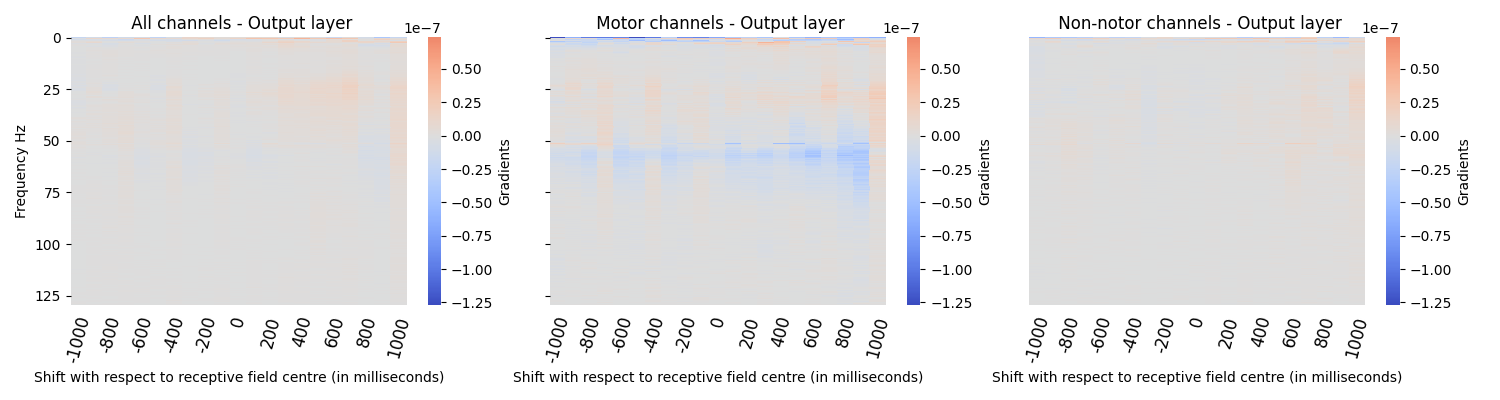 All channels - Output layer
Motor channels - Output layer
Non-notor channels - Output layer
1e−7
1e−7
1e−7
0
25
50
75
100
125
Frequency Hz
0.50
0.25
0.00
−0.25
−0.50
−0.75
−1.00
−1.25
Gradients
0.50
0.25
0.00
−0.25
−0.50
−0.75
−1.00
−1.25
Gradients
0.50
0.25
0.00
−0.25
−0.50
−0.75
−1.00
−1.25
Gradients
-1000 -800 -600 -400 -200 0 200 400 600 800 1000
-1000 -800 -600 -400 -200 0 200 400 600 800 1000
-1000 -800 -600 -400 -200 0 200 400 600 800 1000
Shift with respect to receptive field centre (in milliseconds)
Shift with respect to receptive field centre (in milliseconds)
Shift with respect to receptive field centre (in milliseconds)